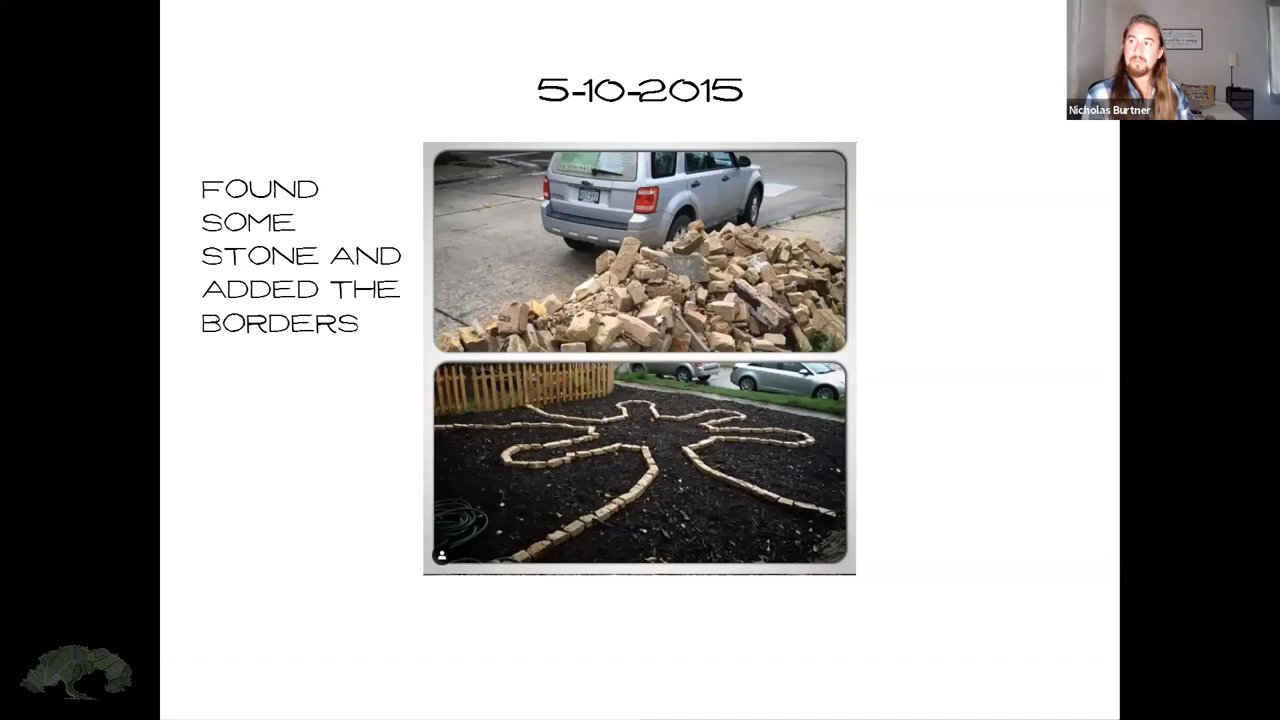 5-10-2015
Nicholas Burtner
FOUND
SOME
STONE AND
ADDED THE
BORDERS